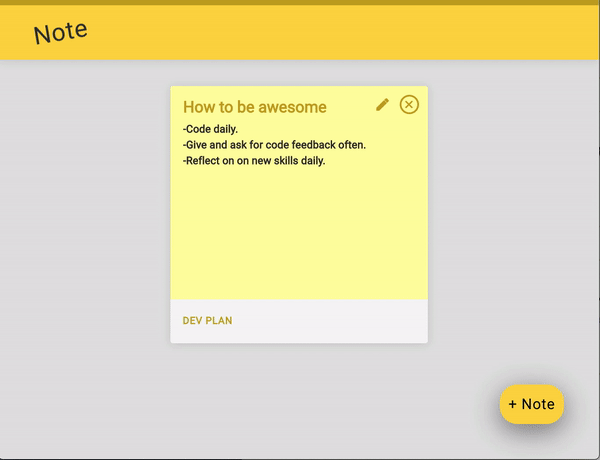 Note
How to be awesome
-Code daily.
-Give and ask for code feedback often.
-Reflect on on new skills daily.
DEV PLAN
+ Note